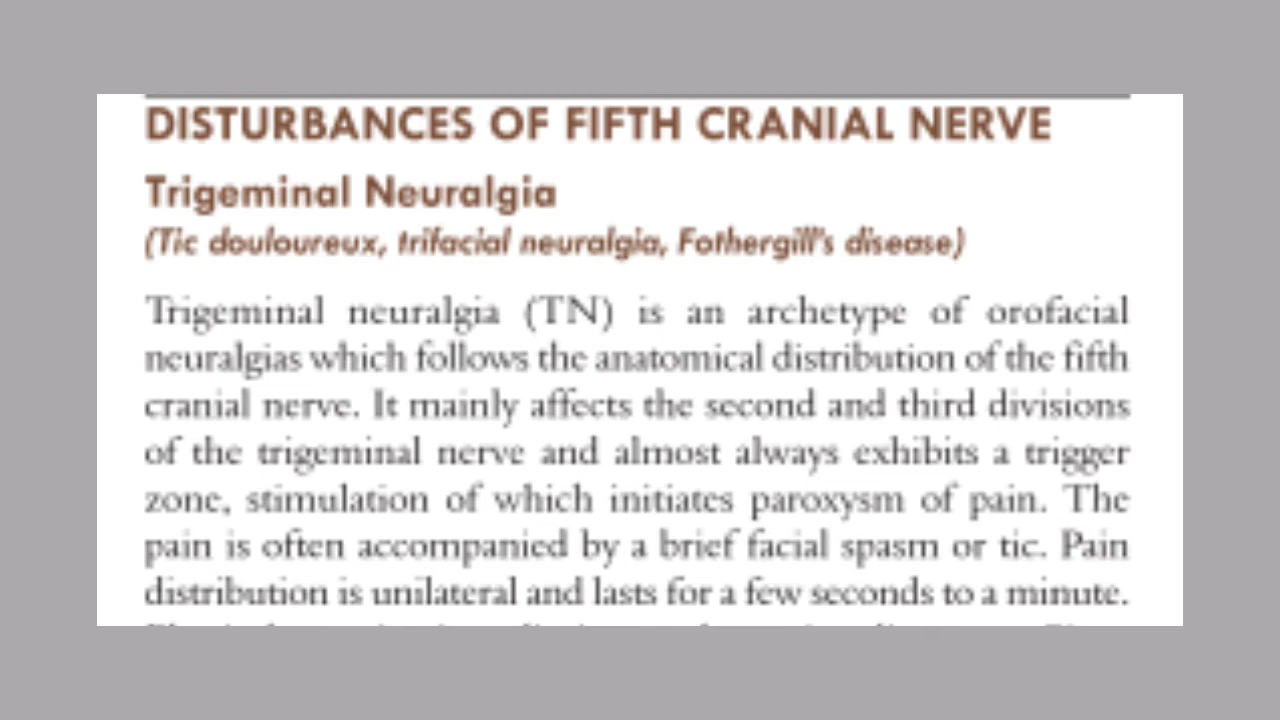 DISTURBANCES OF FIFTH CRANIAL NERVE
Trigeminal Neuralgia
(Tic douloureux, trifacial neuralgia, Fothergill's disease)
Trigeminal neuralgia (TN) is an archetype of orofacial
neuralgias which follows the anatomical distribution of the fifth
cranial nerve. It mainly affects the second and third divisions
of the trigeminal nerve and almost always exhibits a trigger
zone, stimulation of which initiates paroxysm of pain. The
pain is often accompanied by a brief facial spasm or tic. Pain
distribution is unilateral and lasts for a few seconds to a minute.